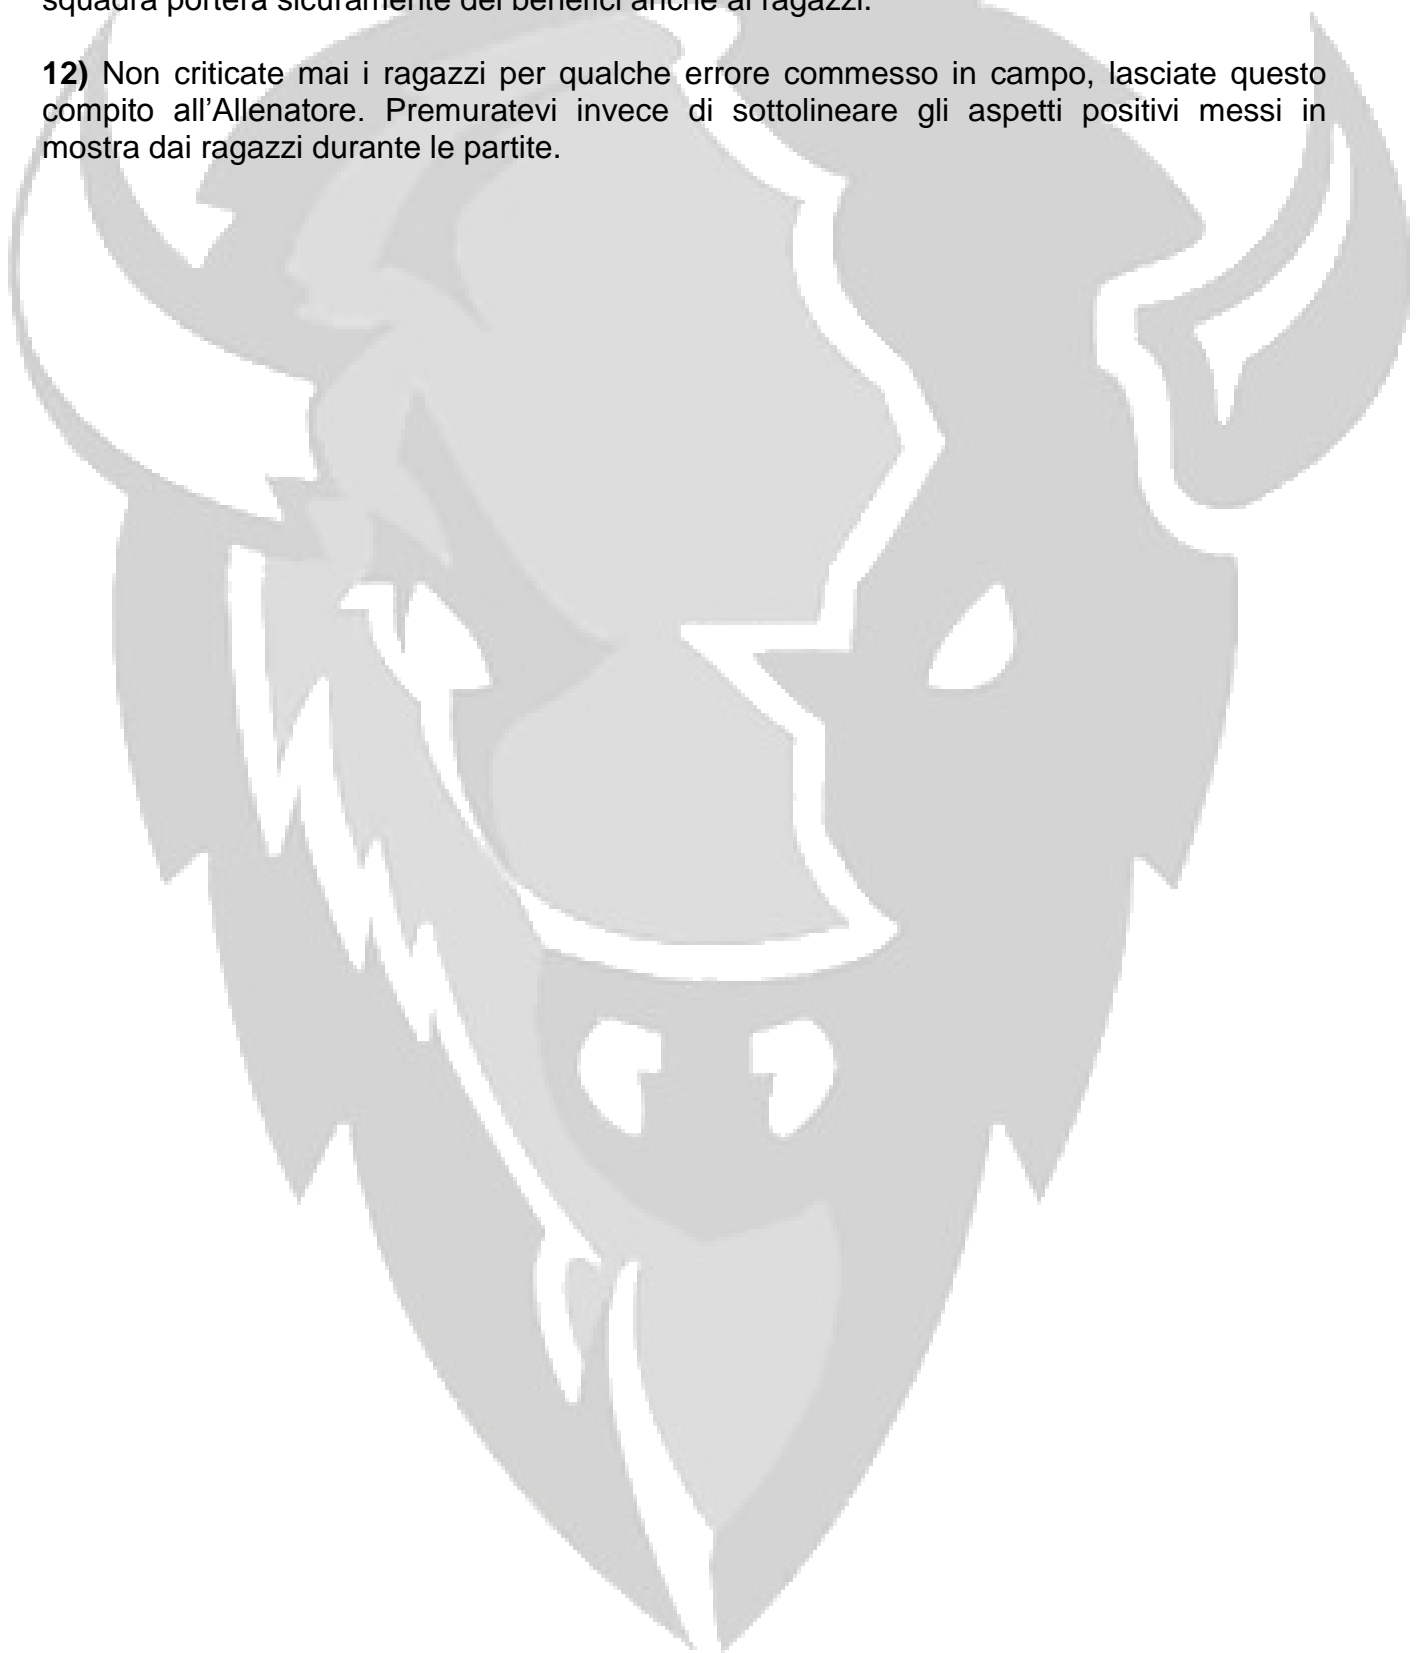 squadra porterà sicuramente dei benefici anche ai ragazzi.
12) Non criticate mai i ragazzi per qualche errore commesso in campo, lasciate questo
compito all’Allenatore. Premuratevi invece di sottolineare gli aspetti positivi messi in
mostra dai ragazzi durante le partite.